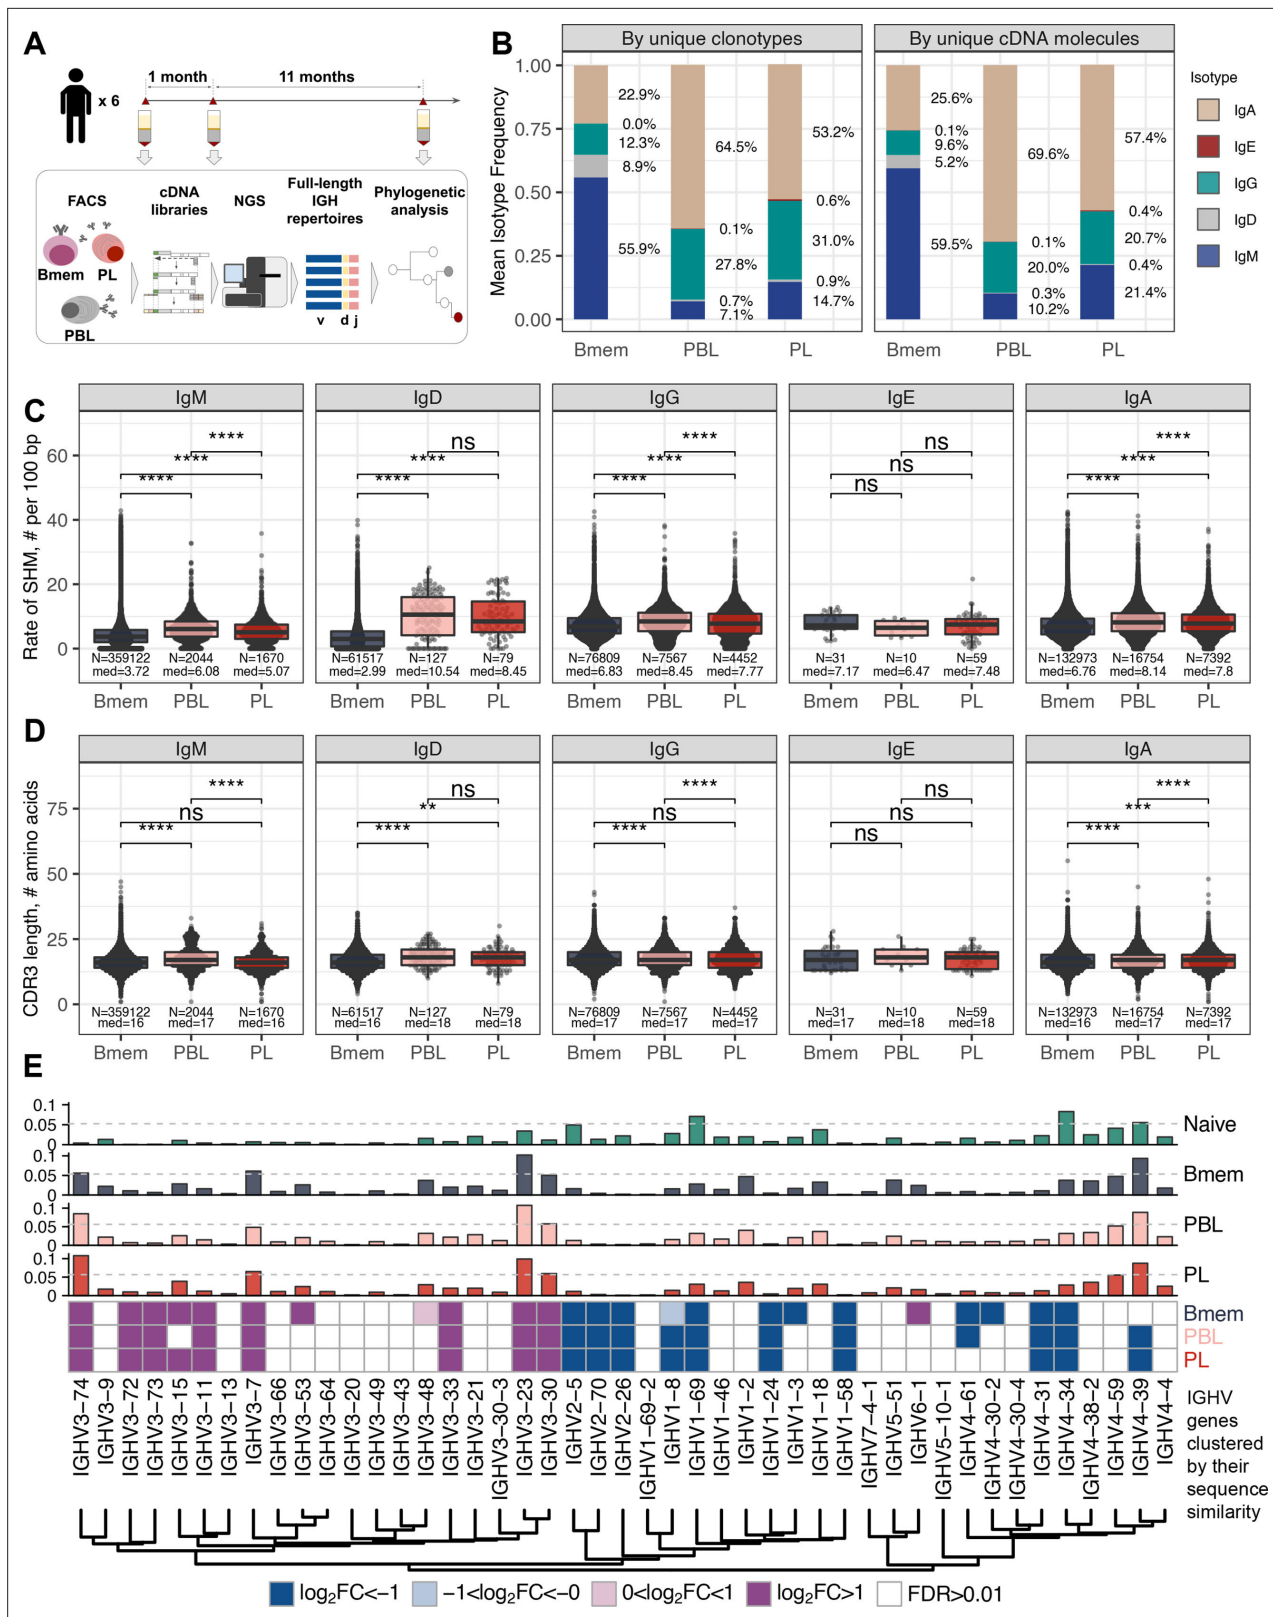 A
1 month
11 months
x 6
FACS
cDNA libraries
NGS
Full-length IGH repertoires
Phylogenetic analysis
Bmem
PL
PBL
v d j
B
By unique clonotypes
By unique cDNA molecules
Mean Isotype Frequency
1.00
0.75
0.50
0.25
0.00
22.9%
0.0%
12.3%
8.9%
55.9%
64.5%
0.1%
27.8%
0.7%
7.1%
53.2%
0.6%
31.0%
0.9%
14.7%
Bmem PBL PL
25.6%
0.1%
9.6%
5.2%
59.5%
69.6%
0.1%
20.0%
0.3%
10.2%
57.4%
0.4%
20.7%
0.4%
21.4%
Bmem PBL PL
Isotype
IgA
IgE
IgG
IgD
IgM
C
Rate of SHM, # per 100 bp
60
40
20
0
IgM
****
****
****
N=359122 N=2044 N=1670
med=3.72 med=6.08 med=5.07
Bmem PBL PL
IgD
ns
****
****
N=61517 N=127 N=79
med=2.99 med=10.54 med=8.45
Bmem PBL PL
IgG
****
****
****
N=76809 N=7567 N=4452
med=6.83 med=8.45 med=7.77
Bmem PBL PL
IgE
ns
ns
ns
N=31 N=10 N=59
med=7.17 med=6.47 med=7.48
Bmem PBL PL
IgA
****
****
****
N=132973 N=16754 N=7392
med=6.76 med=8.14 med=7.8
Bmem PBL PL
D
CDR3 length, # amino acids
75
50
25
0
IgM
****
ns
****
N=359122 N=2044 N=1670
med=16 med=17 med=16
Bmem PBL PL
IgD
ns
**
****
N=61517 N=127 N=79
med=16 med=18 med=18
Bmem PBL PL
IgG
****
ns
****
N=76809 N=7567 N=4452
med=17 med=17 med=17
Bmem PBL PL
IgE
ns
ns
ns
N=31 N=10 N=59
med=17 med=18 med=18
Bmem PBL PL
IgA
****
***
****
N=132973 N=16754 N=7392
med=16 med=17 med=17
Bmem PBL PL
E
0.1
0.05
0
Naive
0.1
0.05
0
Bmem
0.1
0.05
0
PBL
0.1
0.05
0
PL
Bmem
PBL
PL
IGHV3−74
IGHV3−9
IGHV3−72
IGHV3−73
IGHV3−15
IGHV3−11
IGHV3−13
IGHV3−7
IGHV3−66
IGHV3−53
IGHV3−64
IGHV3−20
IGHV3−49
IGHV3−43
IGHV3−48
IGHV3−33
IGHV3−21
IGHV3−30−3
IGHV3−23
IGHV3−30
IGHV2−5
IGHV2−70
IGHV2−26
IGHV1−69−2
IGHV1−8
IGHV1−69
IGHV1−46
IGHV1−2
IGHV1−24
IGHV1−3
IGHV1−18
IGHV1−58
IGHV7−4−1
IGHV5−51
IGHV6−1
IGHV5−10−1
IGHV4−61
IGHV4−30−2
IGHV4−30−4
IGHV4−31
IGHV4−34
IGHV4−38−2
IGHV4−59
IGHV4−39
IGHV4−4
IGHV
genes
clustered
by their
sequence
similarity
log₂FC<−1
−1<log₂FC<−0
0<log₂FC<1
log₂FC>1
FDR>0.01